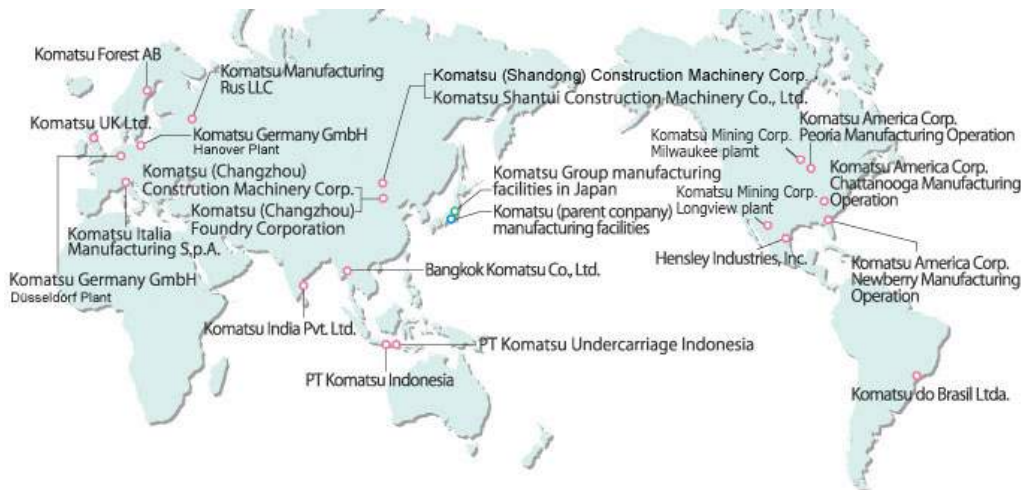 Komatsu Forest AB
Komatsu Manufacturing
Rus LLC
Komatsu UK Ltd.
Komatsu Germany GmbH
Hanover Plant
Komatsu (Changzhou)
Constrution Machinery Corp.
Komatsu (Changzhou)
Foundry Corporation
Komatsu Italia
Manufacturing S.p.A.
Komatsu Germany GmbH
Düsseldorf Plant
Komatsu (Shandong) Construction Machinery Corp.
Komatsu Shantui Construction Machinery Co., Ltd.
Komatsu Group manufacturing
facilities in Japan
Komatsu (parent conpany)
manufacturing facilities
Bangkok Komatsu Co., Ltd.
Komatsu India Pvt. Ltd.
PT Komatsu Undercarriage Indonesia
PT Komatsu Indonesia
Komatsu America Corp.
Peoria Manufacturing Operation
Komatsu Mining Corp.
Milwaukee plamt
Komatsu America Corp.
Chattanooga Manufacturing
Operation
Komatsu Mining Corp.
Longview plant
Hensley Industries, Inc.
Komatsu America Corp.
Newberry Manufacturing
Operation
Komatsu do Brasil Ltda.